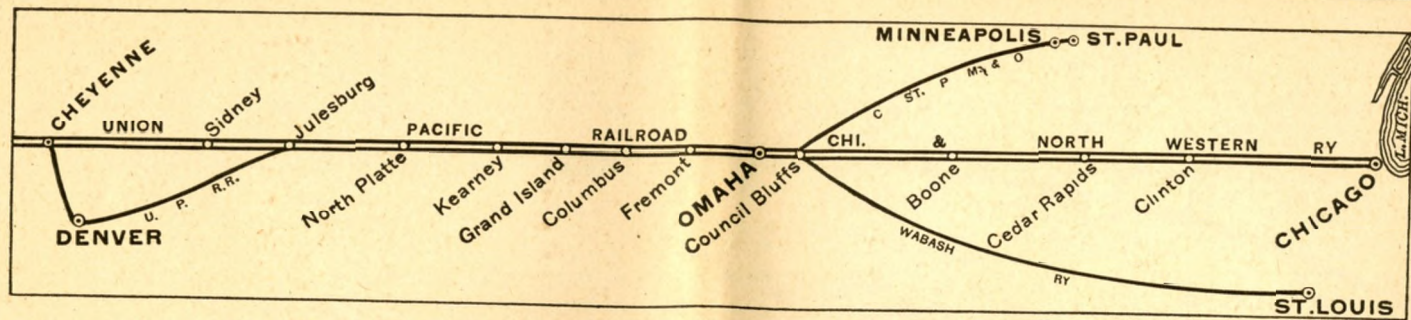 MINNEAPOLIS
ST. PAUL
CHEYENNE
C ST. P M & O
L. MICH.
UNION PACIFIC RAILROAD
CHI. & NORTH WESTERN RY
Sidney
Julesburg
North Platte
Kearney
Grand Island
Columbus
Fremont
OMAHA
Council Bluffs
Boone
Cedar Rapids
Clinton
CHICAGO
U. P. R.R.
DENVER
WABASH RY
ST. LOUIS